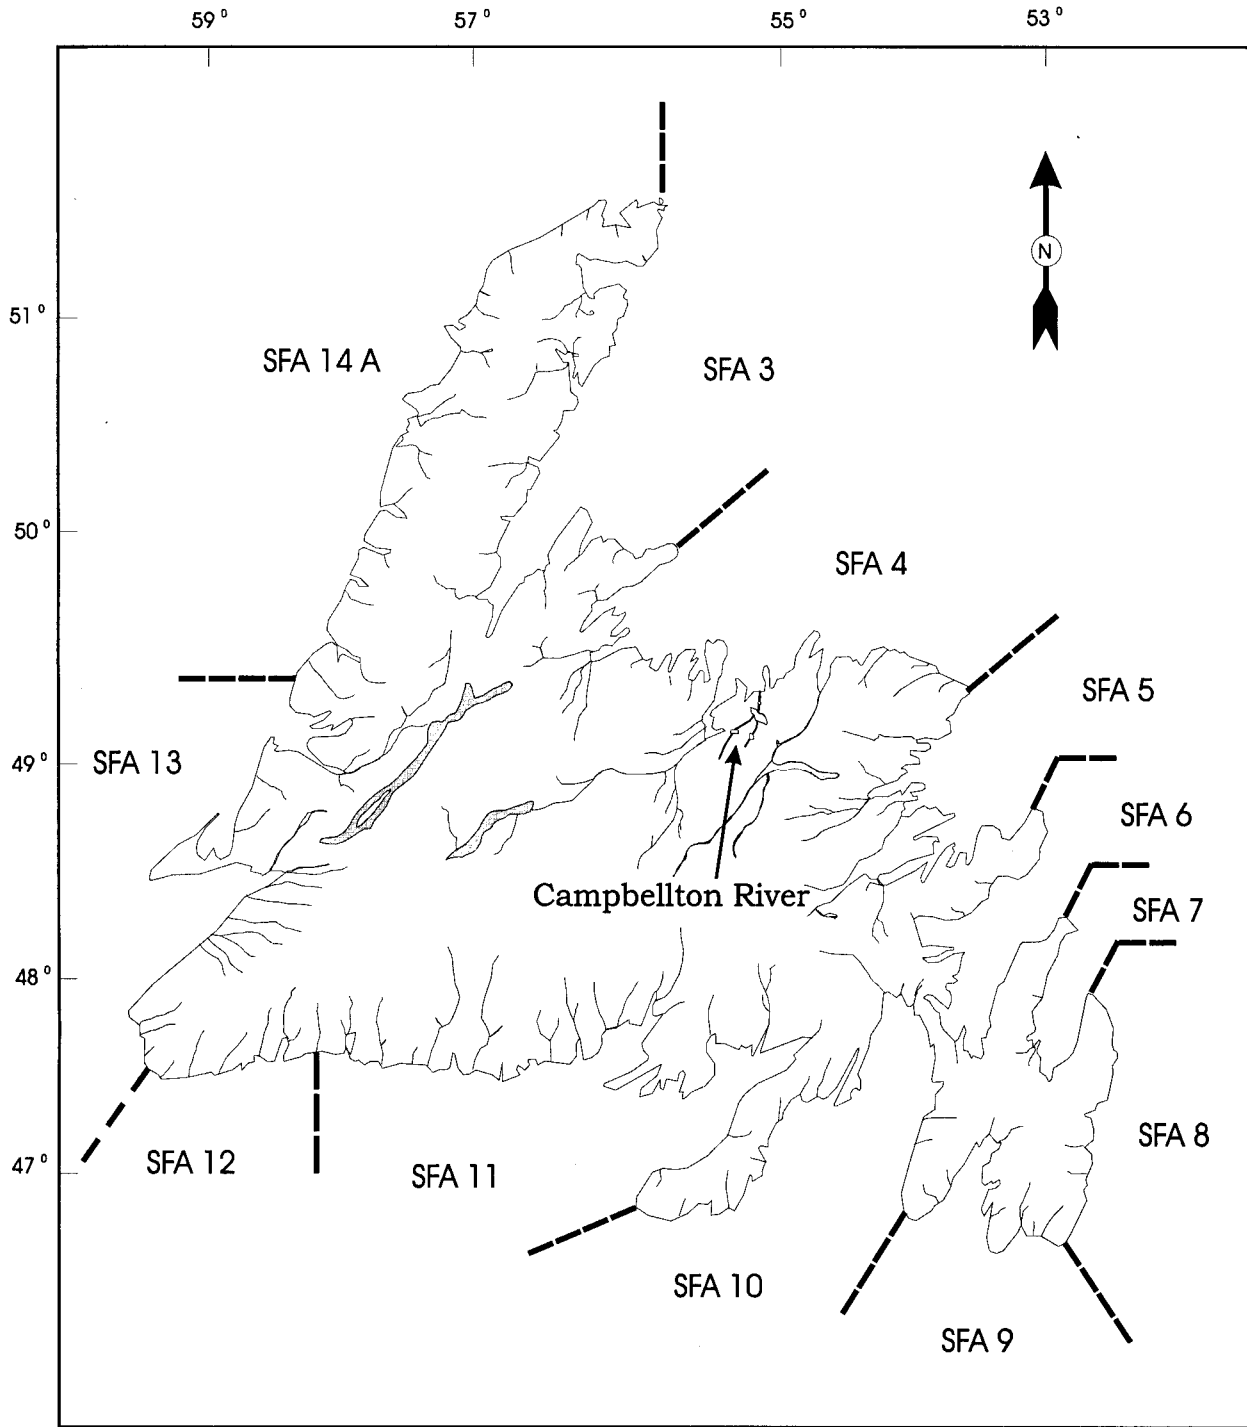 59°
57°
55°
53°
N
51°
SFA 14 A
SFA 3
50°
SFA 4
SFA 5
49°
SFA 13
SFA 6
Campbellton River
SFA 7
48°
SFA 8
47°
SFA 12
SFA 11
SFA 10
SFA 9